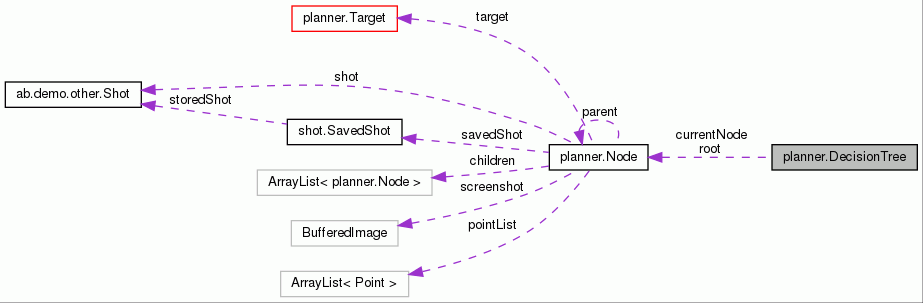 planner.Target
target
shot
ab.demo.other.Shot
storedShot
shot.SavedShot
parent
savedShot
currentNode
root
planner.Node
planner.DecisionTree
children
ArrayList< planner.Node >
screenshot
BufferedImage
pointList
ArrayList< Point >